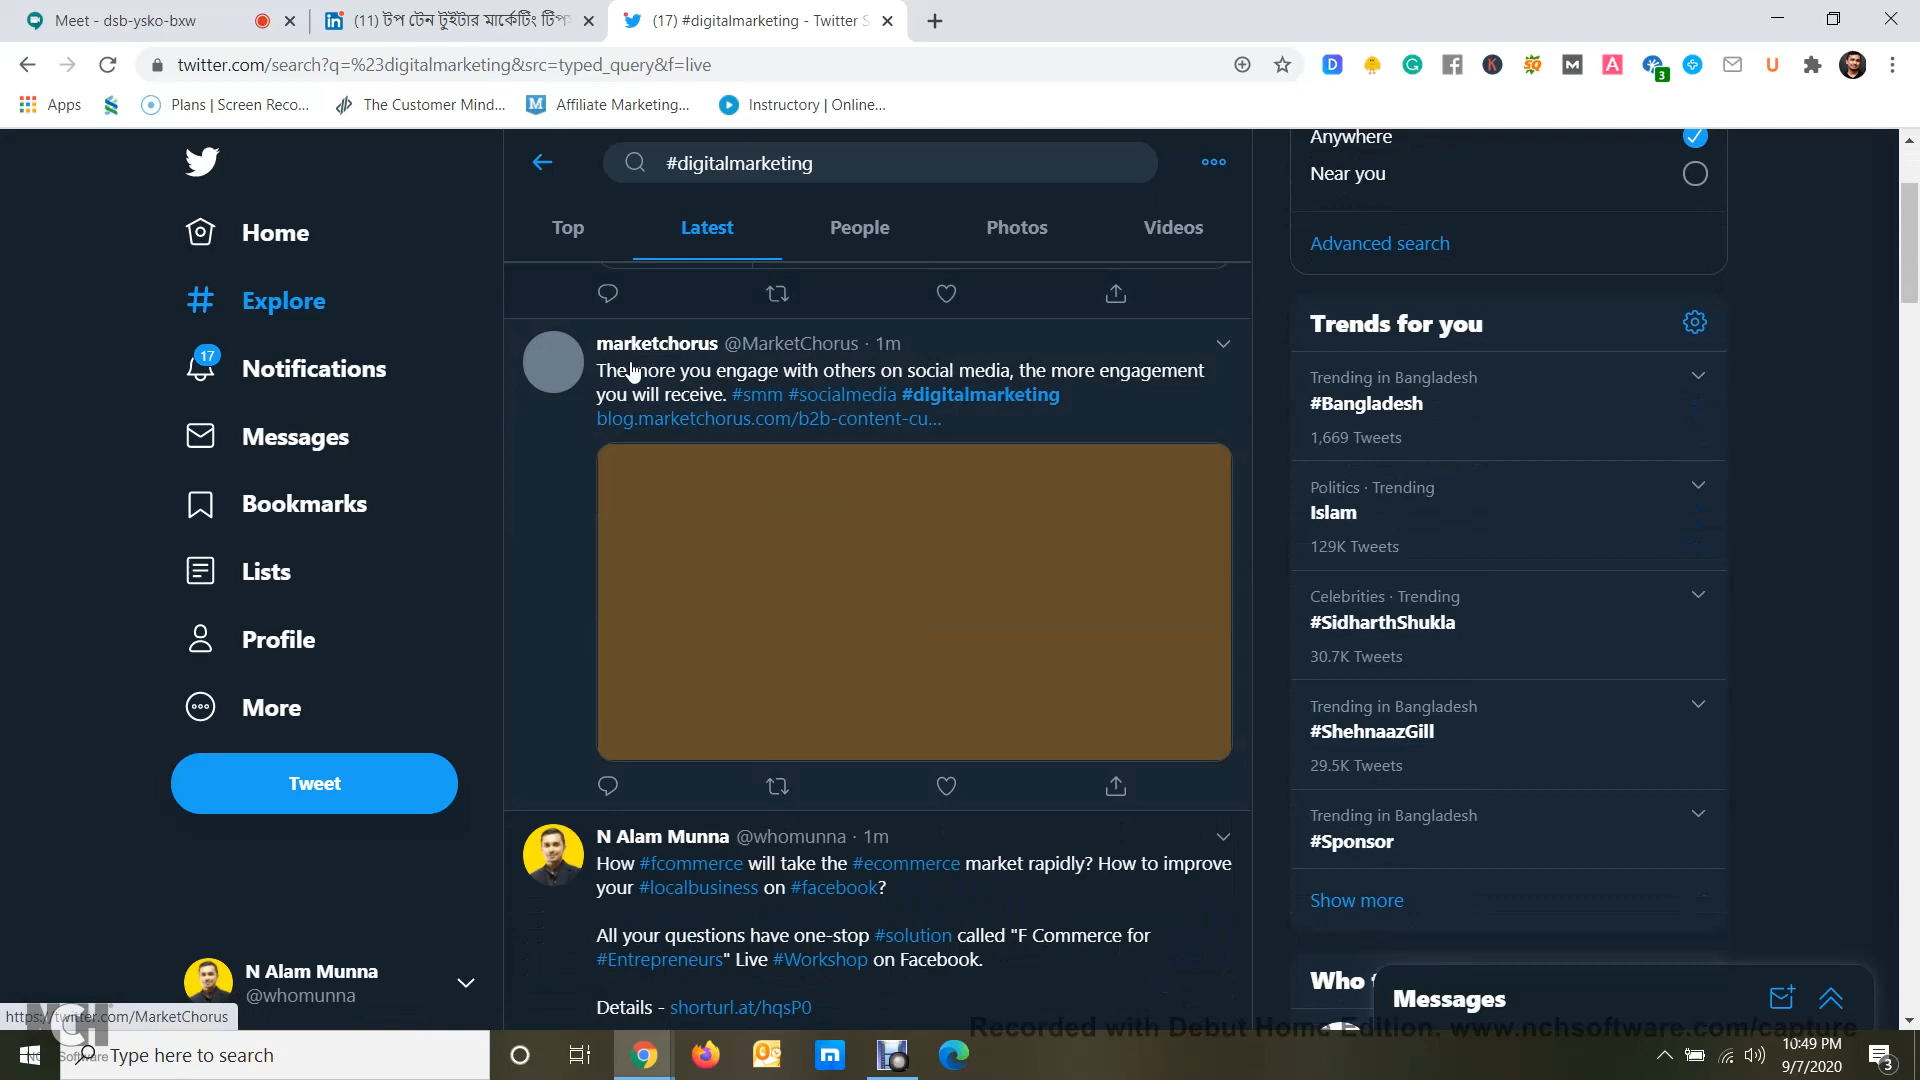 Meet - dsb-ysko-bxw
(11) টপ টেন টুইটার মার্কেটিং টিপস
(17) #digitalmarketing - Twitter S
twitter.com/search?q=%23digitalmarketing&src=typed_query&f=live
Apps
Plans | Screen Reco...
The Customer Mind...
Affiliate Marketing...
Instructory | Online...
Home
Explore
17
Notifications
Messages
Bookmarks
Lists
Profile
More
Tweet
N Alam Munna
@whomunna
https://twitter.com/MarketChorus
#digitalmarketing
Top
Latest
People
Photos
Videos
marketchorus @MarketChorus · 1m
The more you engage with others on social media, the more engagement
you will receive. #smm #socialmedia #digitalmarketing
blog.marketchorus.com/b2b-content-cu...
N Alam Munna @whomunna · 1m
How #fcommerce will take the #ecommerce market rapidly? How to improve
your #localbusiness on #facebook?
All your questions have one-stop #solution called "F Commerce for
#Entrepreneurs" Live #Workshop on Facebook.
Details - shorturl.at/hqsP0
Anywhere
Near you
Advanced search
Trends for you
Trending in Bangladesh
#Bangladesh
1,669 Tweets
Politics · Trending
Islam
129K Tweets
Celebrities · Trending
#SidharthShukla
30.7K Tweets
Trending in Bangladesh
#ShehnaazGill
29.5K Tweets
Trending in Bangladesh
#Sponsor
Show more
Who
Messages
Recorded with Debut Home Edition. www.nchsoftware.com/capture
NCH
Software
Type here to search
10:49 PM
9/7/2020
3